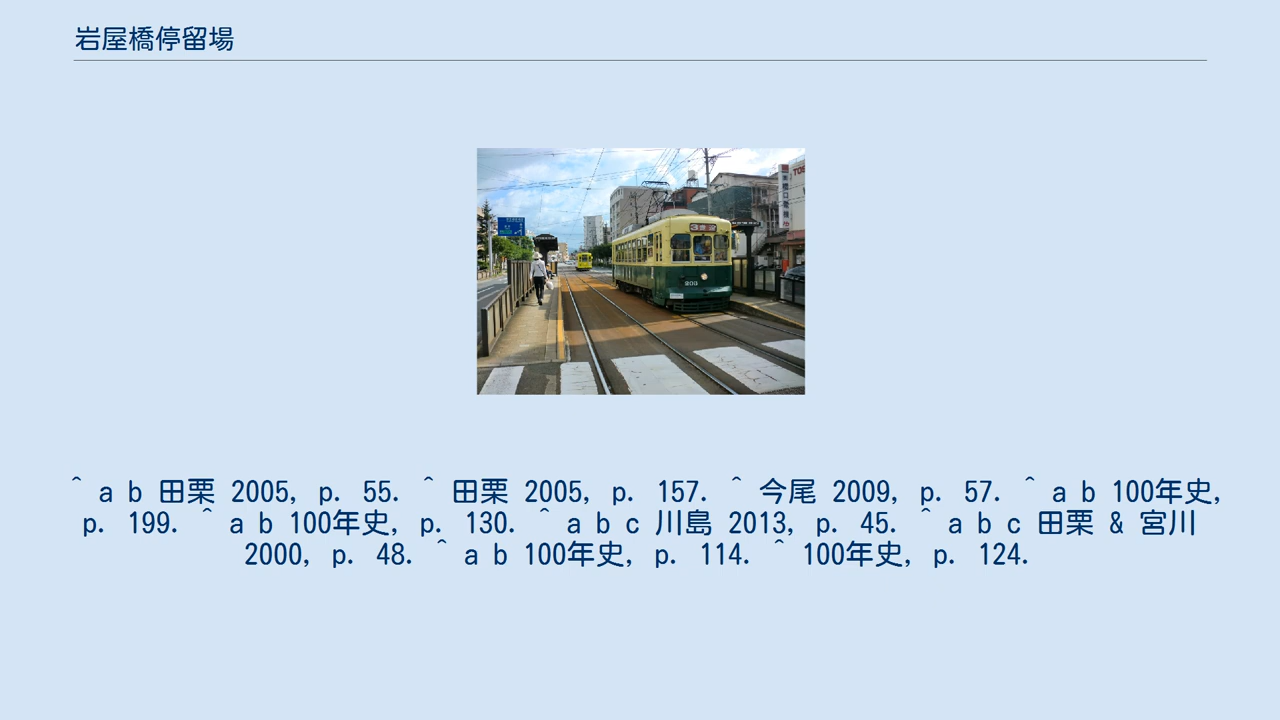 岩屋橋停留場
203
^ a b 田栗 2005, p. 55. ^ 田栗 2005, p. 157. ^ 今尾 2009, p. 57. ^ a b 100年史,
p. 199. ^ a b 100年史, p. 130. ^ a b c 川島 2013, p. 45. ^ a b c 田栗 & 宮川
2000, p. 48. ^ a b 100年史, p. 114. ^ 100年史, p. 124.